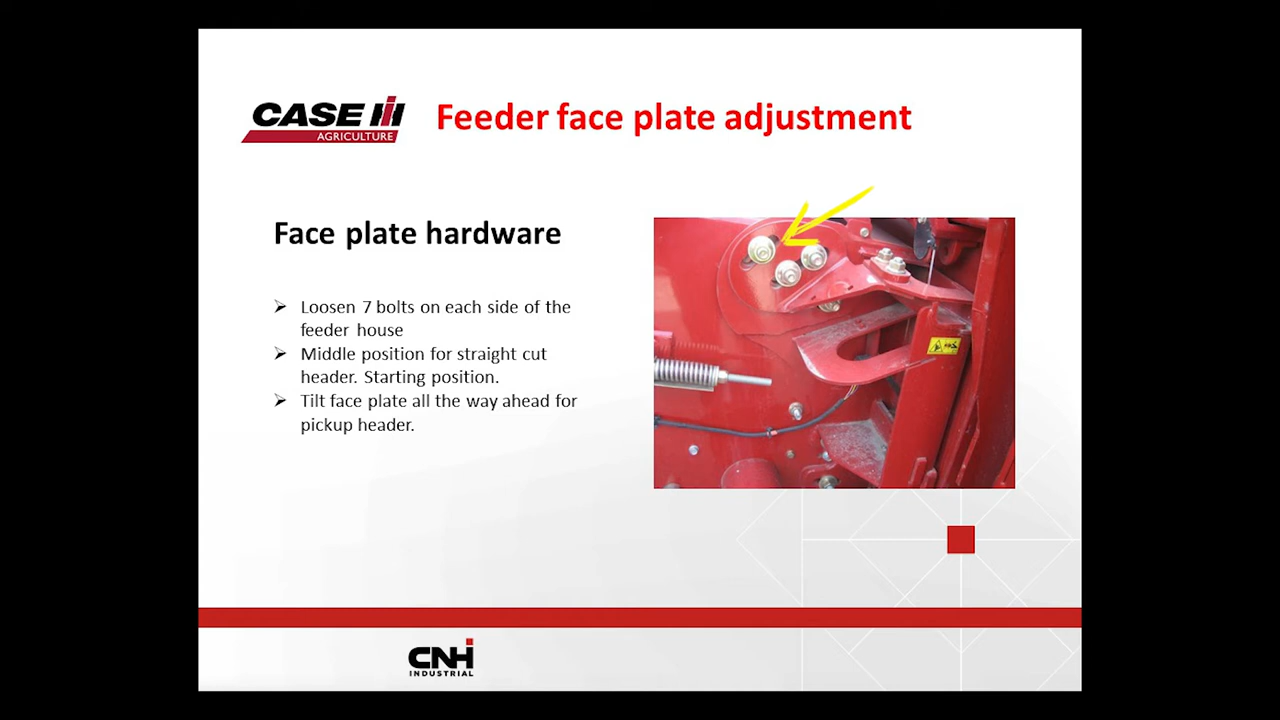 CASE IH
AGRICULTURE
Feeder face plate adjustment
Face plate hardware
Loosen 7 bolts on each side of the
feeder house
Middle position for straight cut
header. Starting position.
Tilt face plate all the way ahead for
pickup header.
CNH
INDUSTRIAL